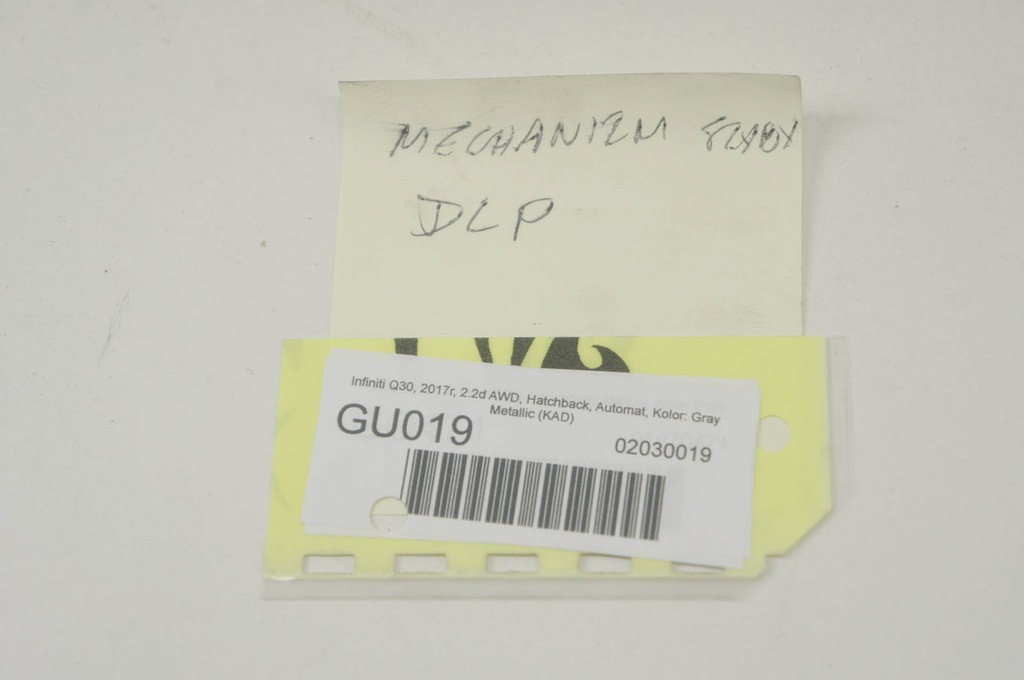 MECHANIZM SZYBY
DLP
Infiniti Q30, 2017r, 2.2d AWD, Hatchback, Automat, Kolor: Gray
Metallic (KAD)
GU019
02030019